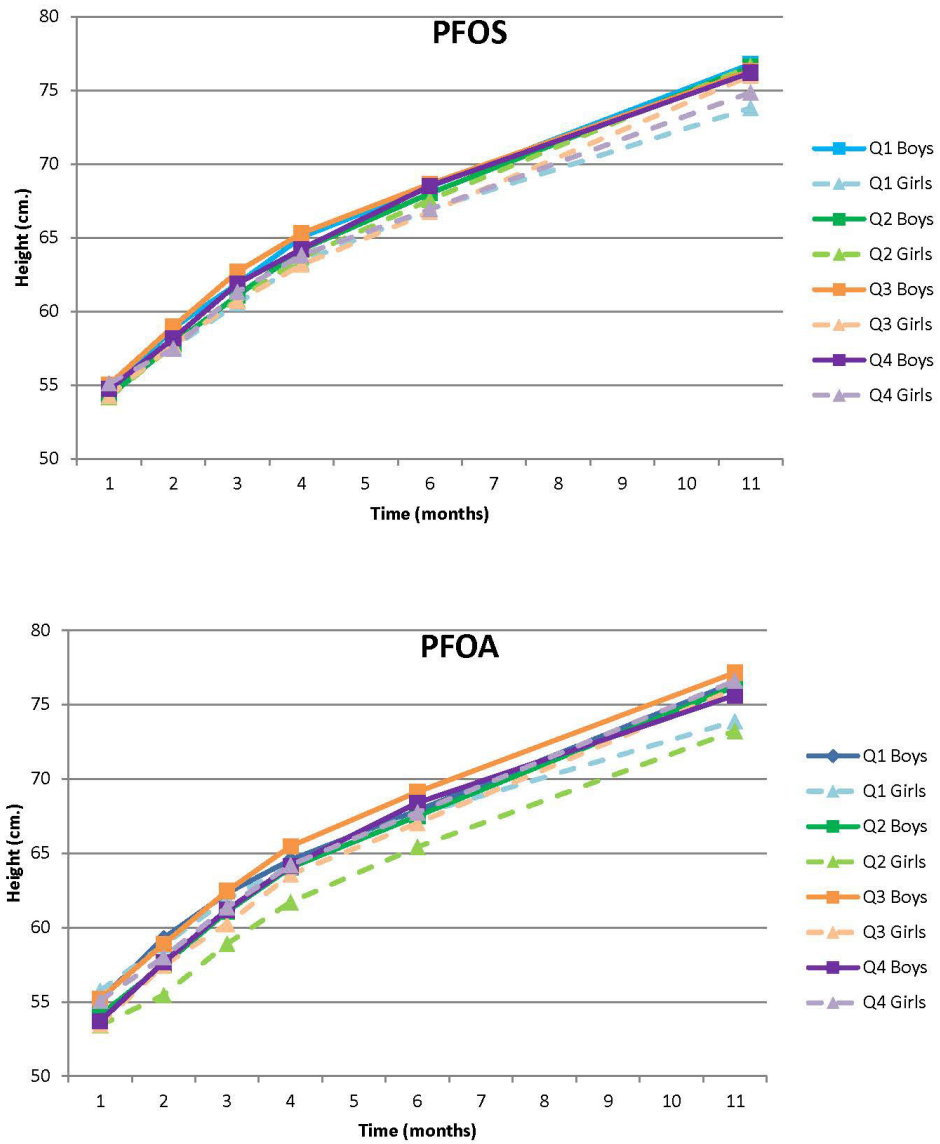 PFOS
80
75
70
65
60
55
50
Height (cm.)
1 2 3 4 5 6 7 8 9 10 11
Time (months)
Q1 Boys
Q1 Girls
Q2 Boys
Q2 Girls
Q3 Boys
Q3 Girls
Q4 Boys
Q4 Girls
PFOA
80
75
70
65
60
55
50
Height (cm.)
1 2 3 4 5 6 7 8 9 10 11
Time (months)
Q1 Boys
Q1 Girls
Q2 Boys
Q2 Girls
Q3 Boys
Q3 Girls
Q4 Boys
Q4 Girls